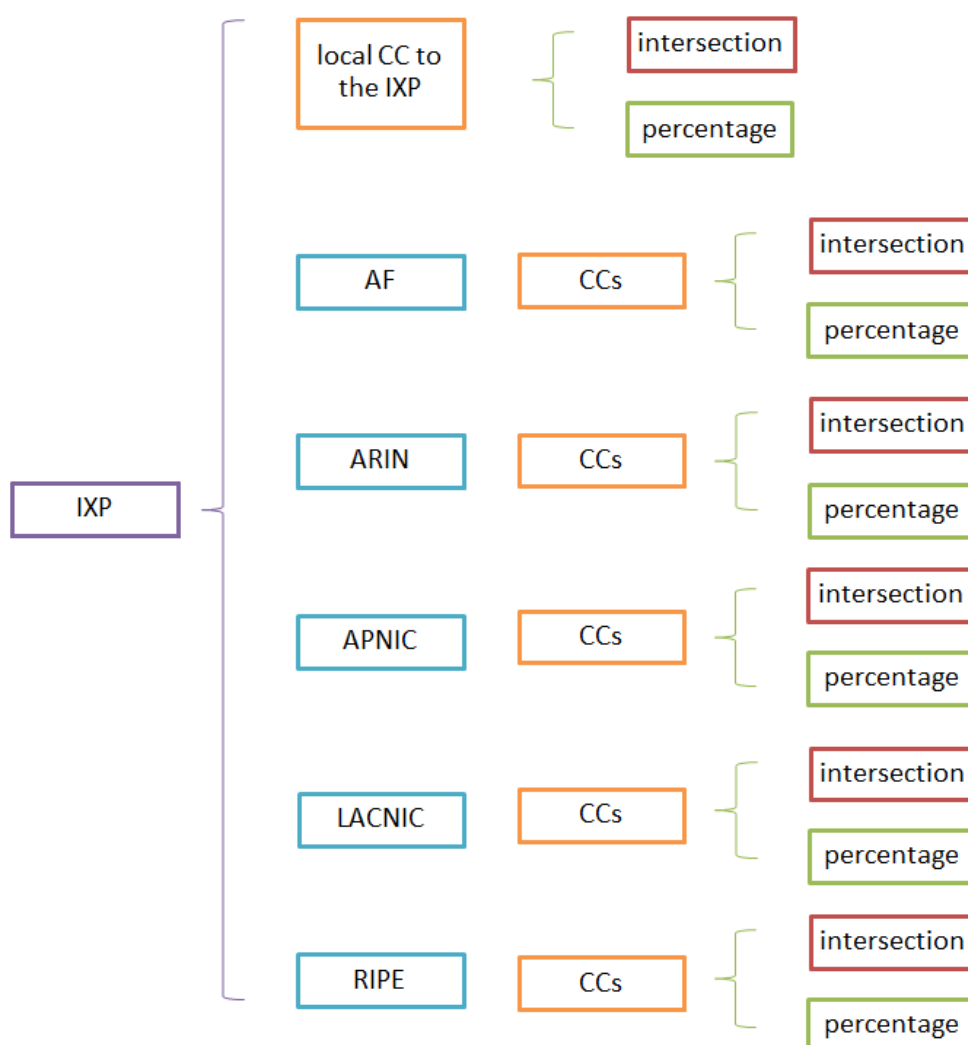 local CC to
the IXP
intersection
percentage
AF
CCs
intersection
percentage
ARIN
CCs
intersection
percentage
IXP
APNIC
CCs
intersection
percentage
LACNIC
CCs
intersection
percentage
RIPE
CCs
intersection
percentage